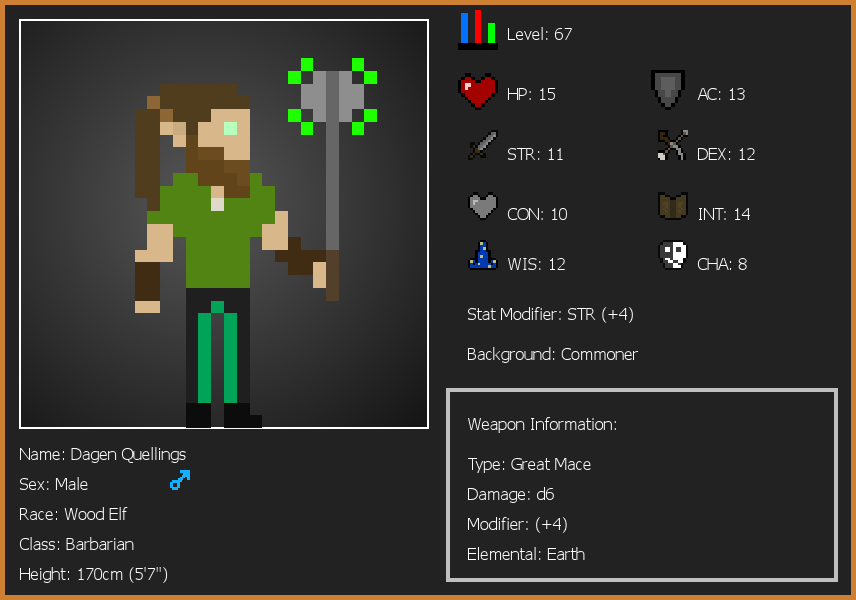 Level: 67
HP: 15
AC: 13
STR: 11
DEX: 12
CON: 10
INT: 14
WIS: 12
CHA: 8
Stat Modifier: STR (+4)
Background: Commoner
Weapon Information:
Type: Great Mace
Damage: d6
Modifier: (+4)
Elemental: Earth
Name: Dagen Quellings
Sex: Male
Race: Wood Elf
Class: Barbarian
Height: 170cm (5'7")